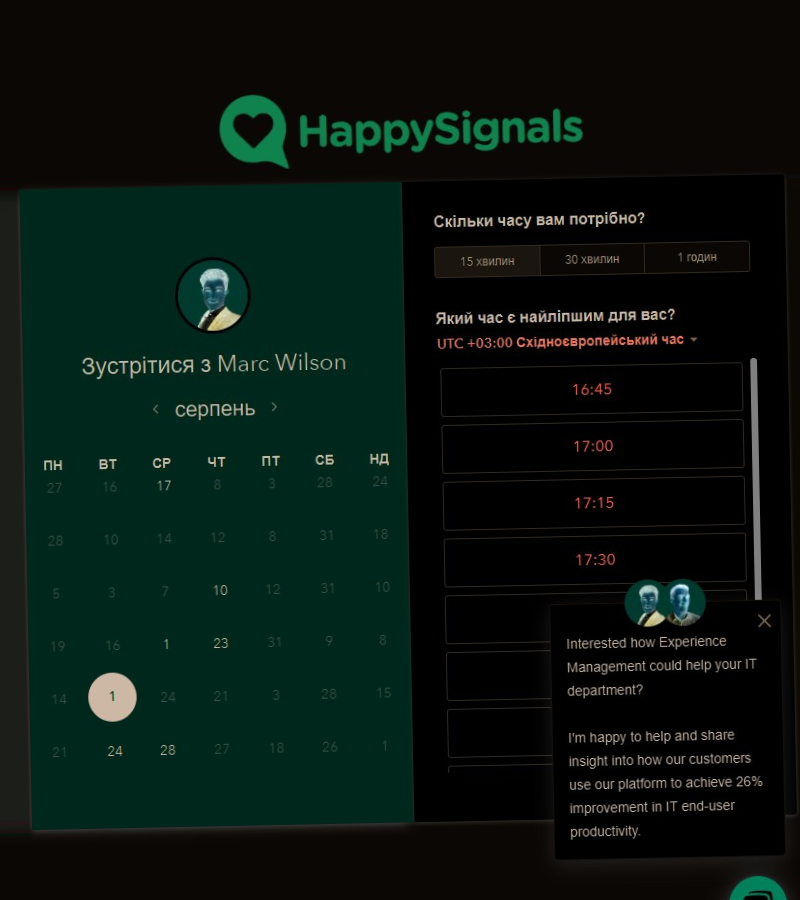 HappySignals
Зустрітися з Marc Wilson
серпень
ПН ВТ СР ЧТ ПТ СБ НД
27 16 17 8 3 28 24
28 10 14 12 8 31 18
5 3 7 10 12 31 10
19 16 1 23 31 9 8
14 1 24 21 3 28 15
21 24 28 27 18 26 1
Скільки часу вам потрібно?
15 хвилин 30 хвилин 1 годин
Який час є найліпшим для вас?
UTC +03:00 Східноєвропейський час
16:45
17:00
17:15
17:30
Interested how Experience
Management could help your IT
department?
I'm happy to help and share
insight into how our customers
use our platform to achieve 26%
improvement in IT end-user
productivity.